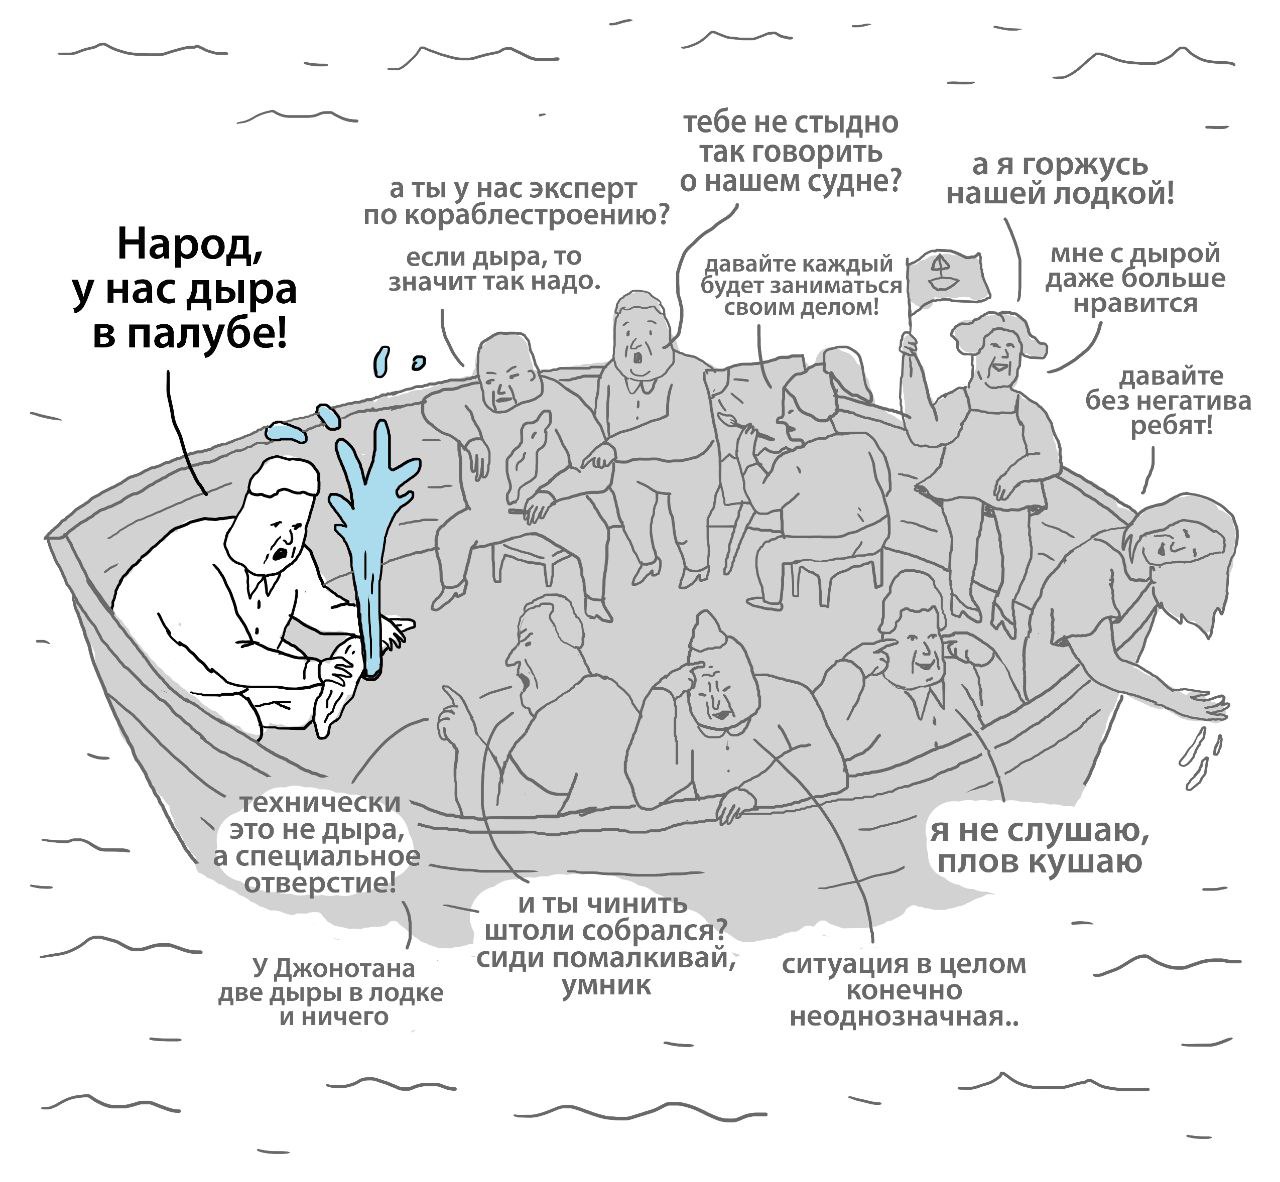 Народ,
у нас дыра
в палубе!
а ты у нас эксперт
по кораблестроению?
если дыра, то
значит так надо.
тебе не стыдно
так говорить
о нашем судне?
давайте каждый
будет заниматься
своим делом!
а я горжусь
нашей лодкой!
мне с дырой
даже больше
нравится
давайте
без негатива
ребят!
технически
это не дыра,
а специальное
отверстие!
У Джонотана
две дыры в лодке
и ничего
и ты чинить
штоли собрался?
сиди помалкивай,
умник
ситуация в целом
конечно
неоднозначная..
я не слушаю,
плов кушаю